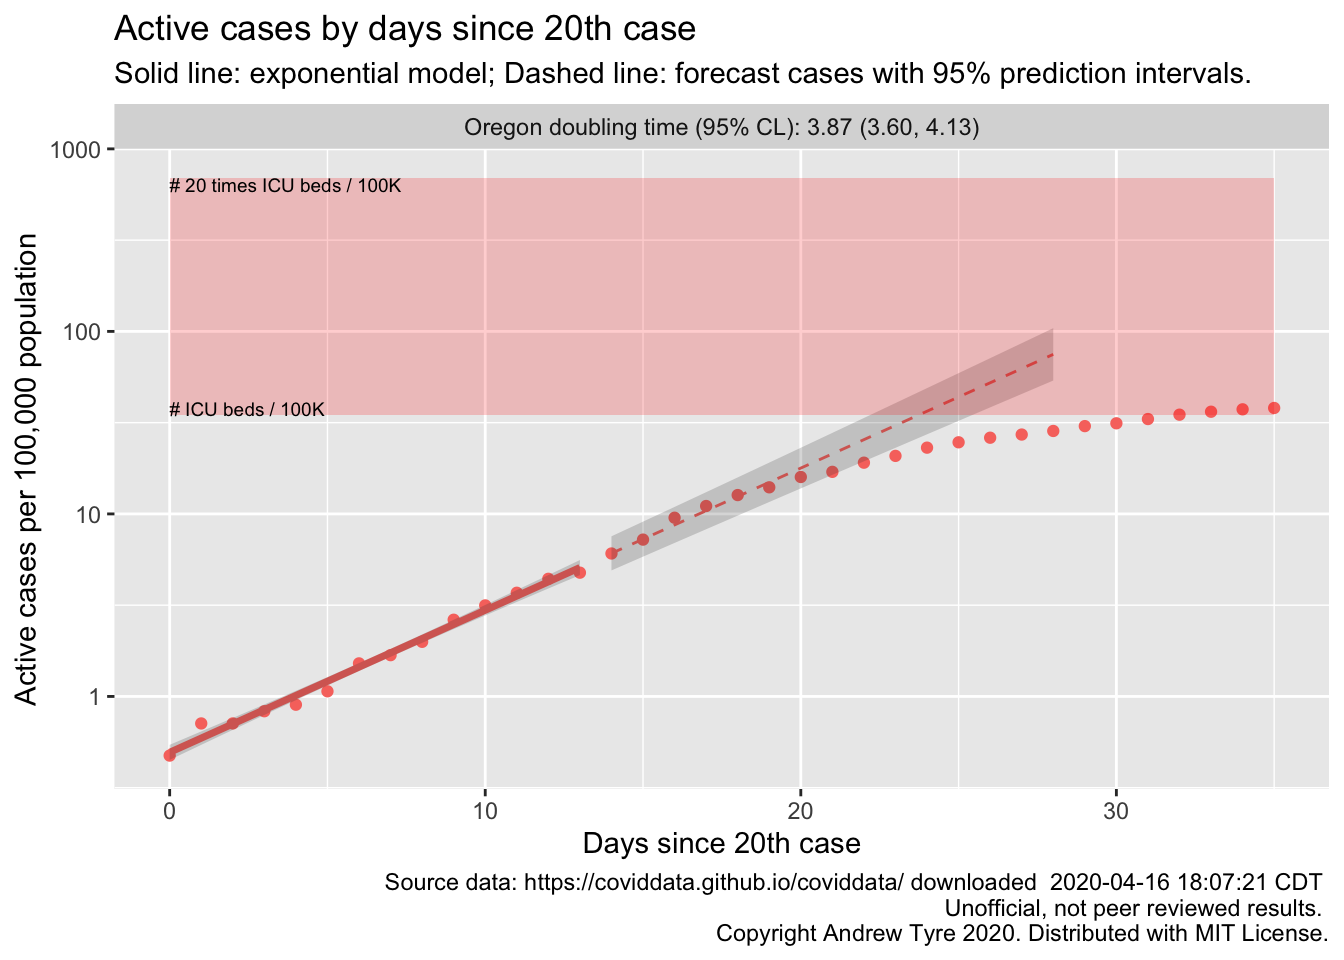 Active cases by days since 20th case
Solid line: exponential model; Dashed line: forecast cases with 95% prediction intervals.
Oregon doubling time (95% CL): 3.87 (3.60, 4.13)
Active cases per 100,000 population
1000
100
10
1
# 20 times ICU beds / 100K
# ICU beds / 100K
0
10
20
30
Days since 20th case
Source data: https://coviddata.github.io/coviddata/ downloaded  2020-04-16 18:07:21 CDT
Unofficial, not peer reviewed results.
Copyright Andrew Tyre 2020. Distributed with MIT License.